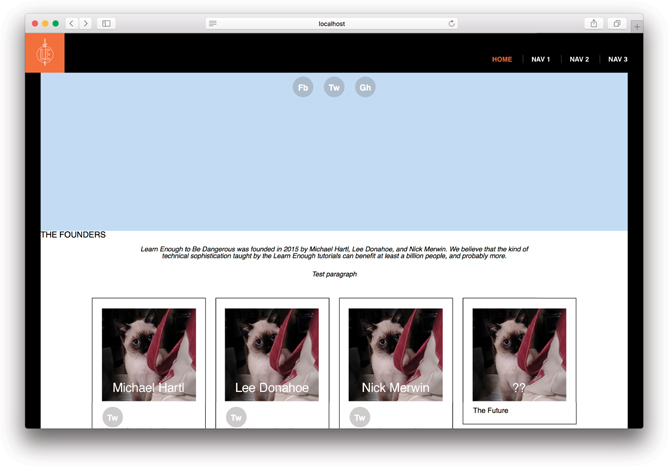 localhost
LE
HOME NAV 1 NAV 2 NAV 3
Fb Tw Gh
THE FOUNDERS
Learn Enough to Be Dangerous was founded in 2015 by Michael Hartl, Lee Donahoe, and Nick Merwin. We believe that the kind of
technical sophistication taught by the Learn Enough tutorials can benefit at least a billion people, and probably more.
Test paragraph
Michael Hartl Lee Donahoe Nick Merwin ??
Tw Tw Tw The Future